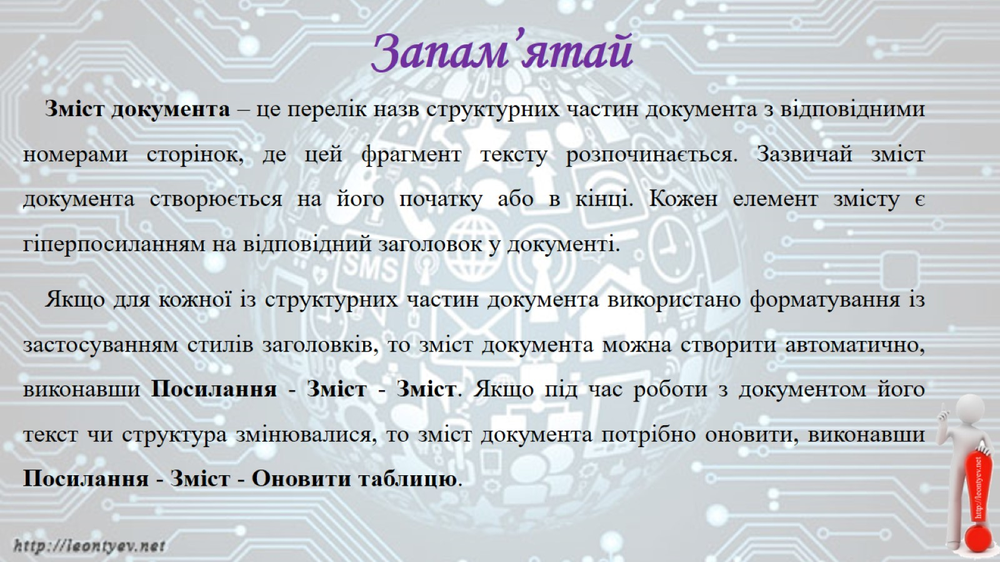 Запам’ятай
Зміст документа – це перелік назв структурних частин документа з відповідними
номерами сторінок, де цей фрагмент тексту розпочинається. Зазвичай зміст
документа створюється на його початку або в кінці. Кожен елемент змісту є
гіперпосиланням на відповідний заголовок у документі.
SMS
Якщо для кожної із структурних частин документа використано форматування із
застосуванням стилів заголовків, то зміст документа можна створити автоматично,
виконавши Посилання - Зміст - Зміст. Якщо під час роботи з документом його
текст чи структура змінювалися, то зміст документа потрібно оновити, виконавши
Посилання - Зміст - Оновити таблицю.
http://leontyev.net
http://leontyev.net